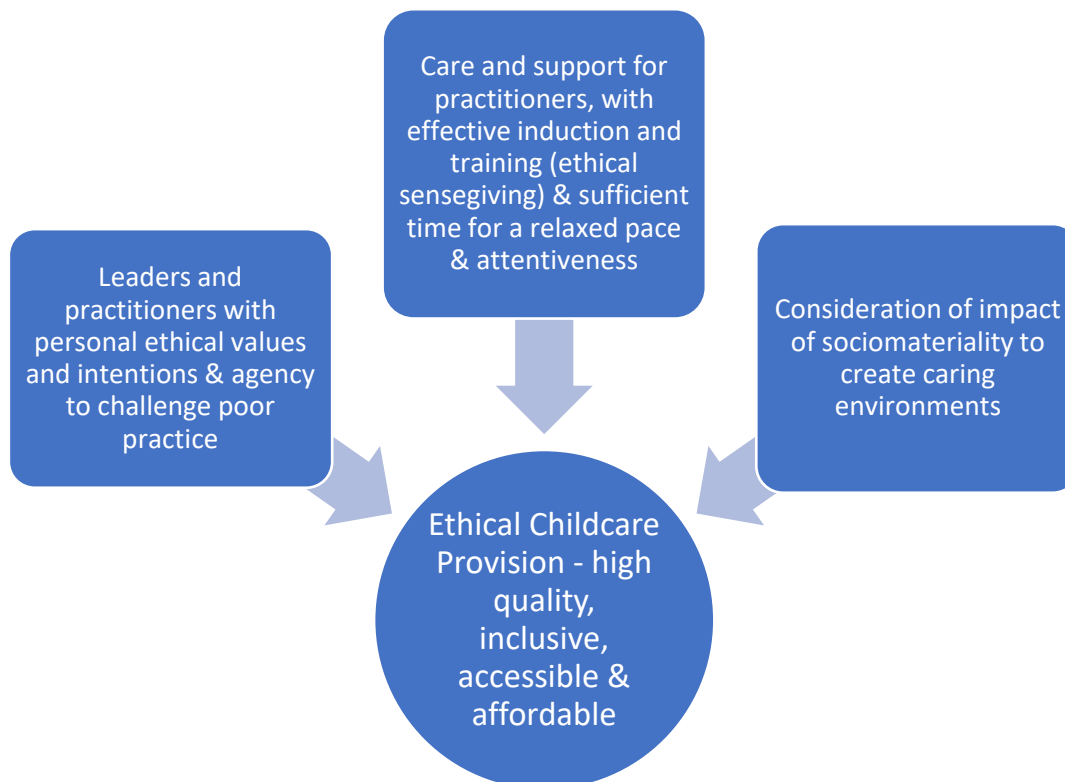 Care and support for
practitioners, with
effective induction and
training (ethical
sensegiving) & sufficient
time for a relaxed pace
& attentiveness
Leaders and
practitioners with
personal ethical values
and intentions & agency
to challenge poor
practice
Consideration of impact
of sociomateriality to
create caring
environments
Ethical Childcare
Provision - high
quality,
inclusive,
accessible &
affordable